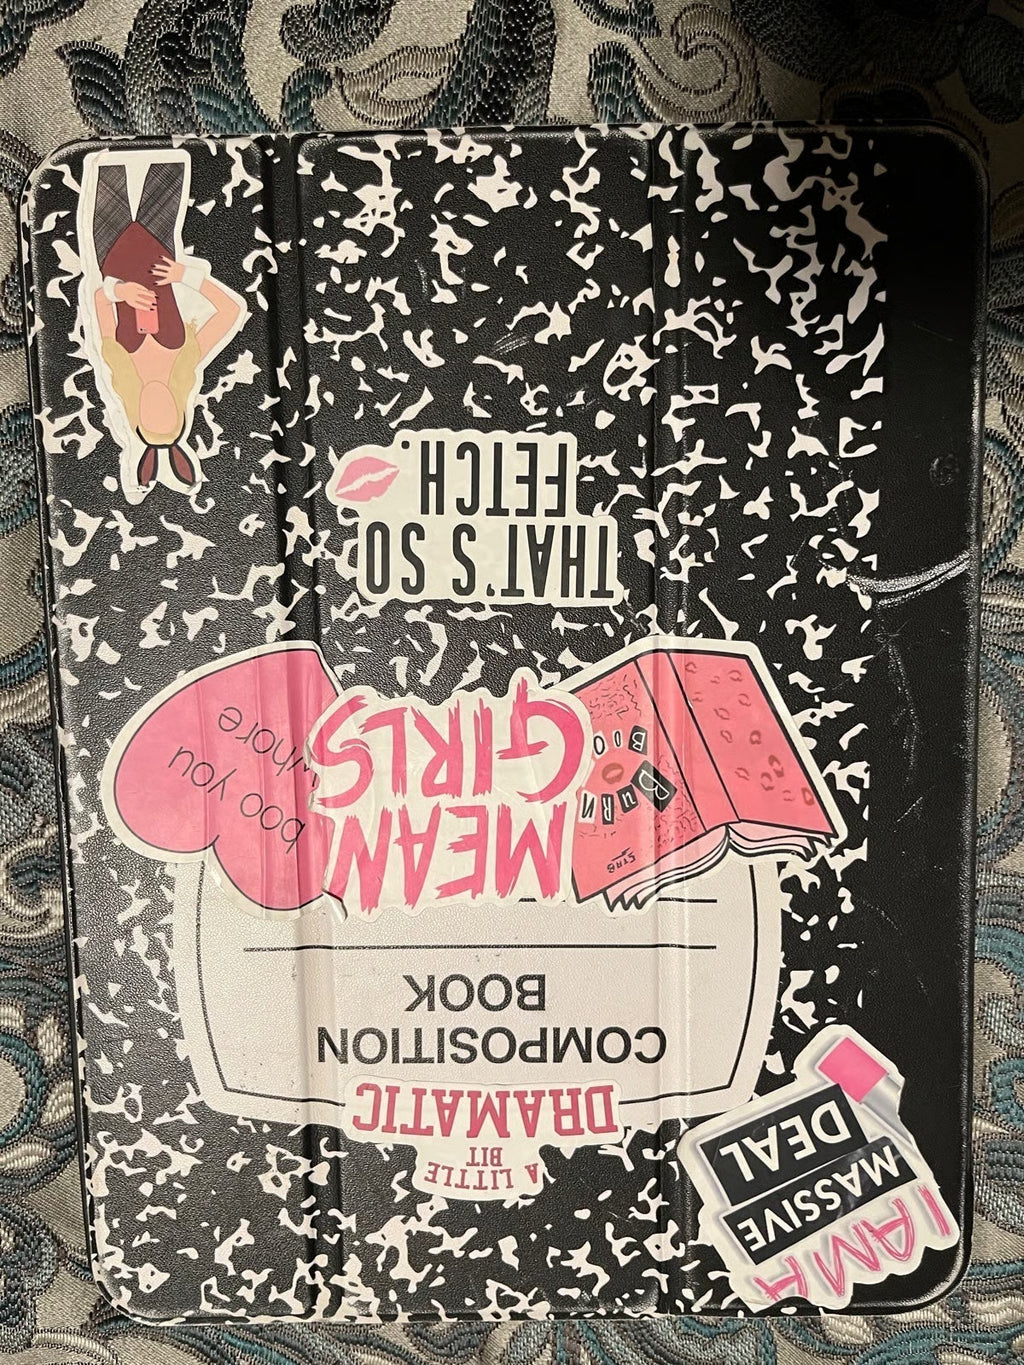 A LITTLE
BIT
DRAMATIC
COMPOSITION
BOOK
I AM A
MASSIVE
DEAL
MEAN
GIRLS
BURN
BOOK
boo you
whore
THAT'S SO
FETCH.